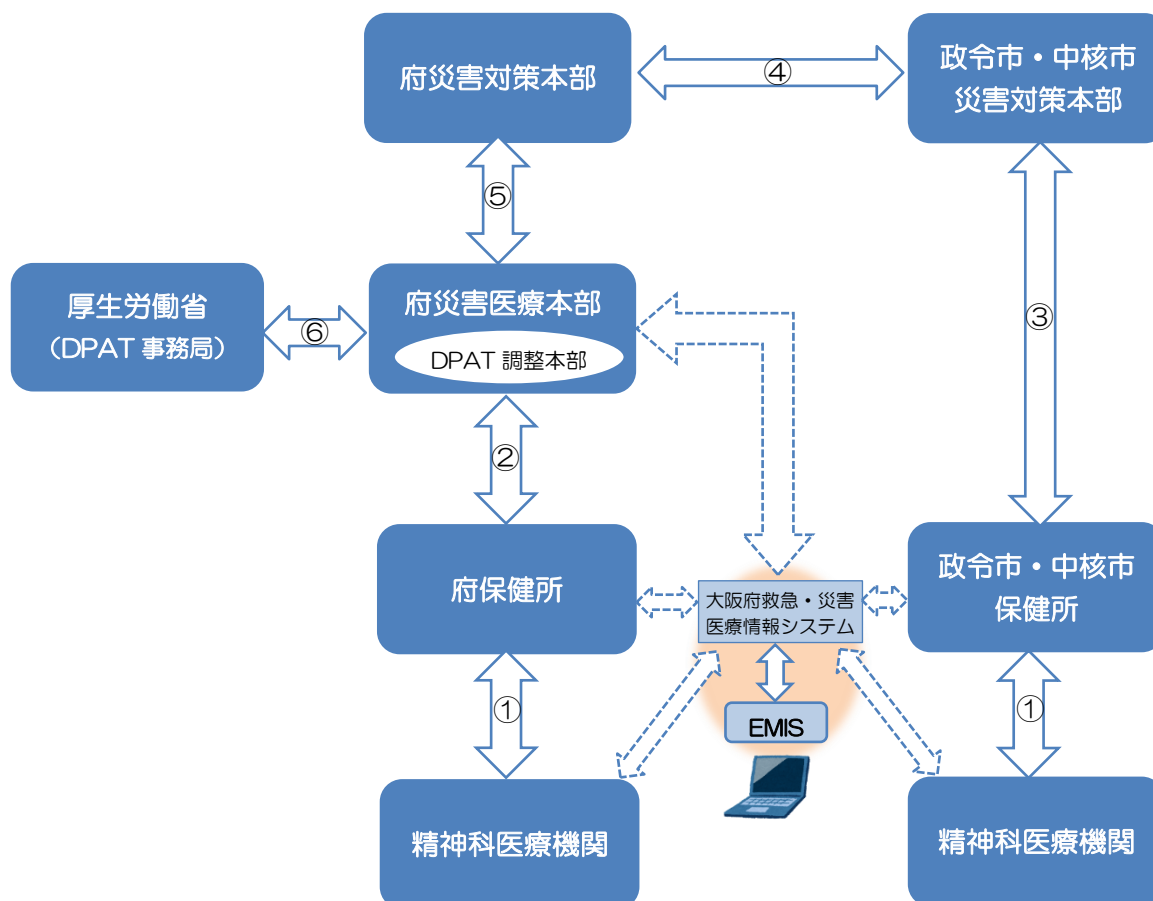 府災害対策本部
④
政令市・中核市
災害対策本部
⑤
厚生労働省
（DPAT 事務局）
⑥
府災害医療本部
DPAT 調整本部
③
②
府保健所
大阪府救急・災害
医療情報システム
政令市・中核市
保健所
①
EMIS
①
精神科医療機関
精神科医療機関